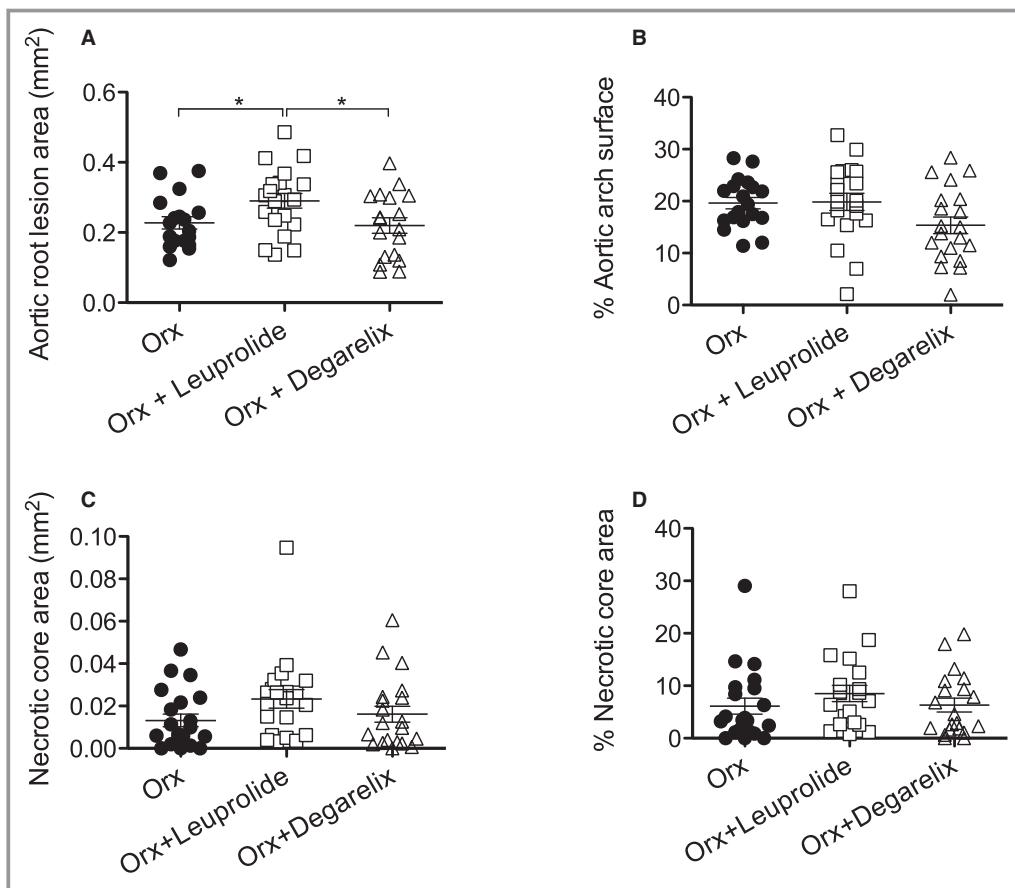 A
Aortic root lesion area (mm²)
0.6
0.4
0.2
0.0
* *
Orx
Orx + Leuprolide
Orx + Degarelix
B
% Aortic arch surface
40
30
20
10
0
Orx
Orx + Leuprolide
Orx + Degarelix
C
Necrotic core area (mm²)
0.10
0.08
0.06
0.04
0.02
0.00
Orx
Orx+Leuprolide
Orx+Degarelix
D
% Necrotic core area
40
30
20
10
0
Orx
Orx+Leuprolide
Orx+Degarelix